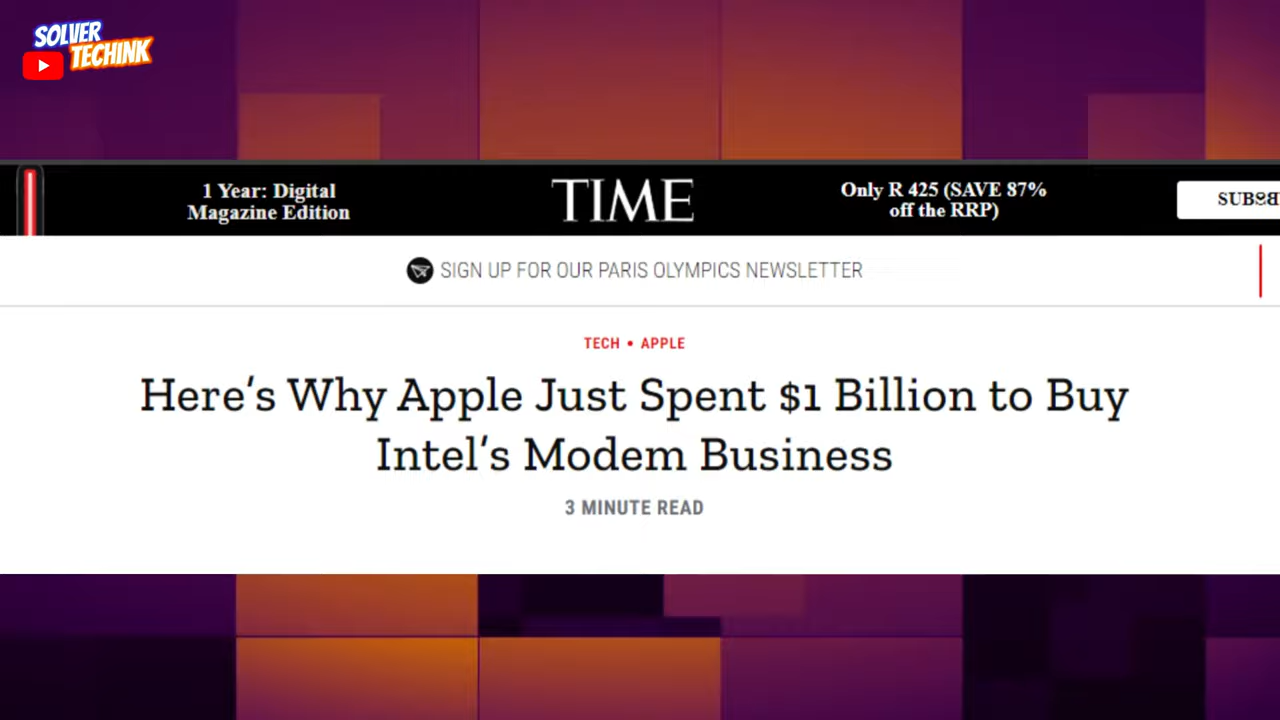 SOLVER
TECHINK
1 Year: Digital
Magazine Edition
TIME
Only R 425 (SAVE 87%
off the RRP)
SIGN UP FOR OUR PARIS OLYMPICS NEWSLETTER
TECH • APPLE
Here's Why Apple Just Spent $1 Billion to Buy
Intel's Modem Business
3 MINUTE READ